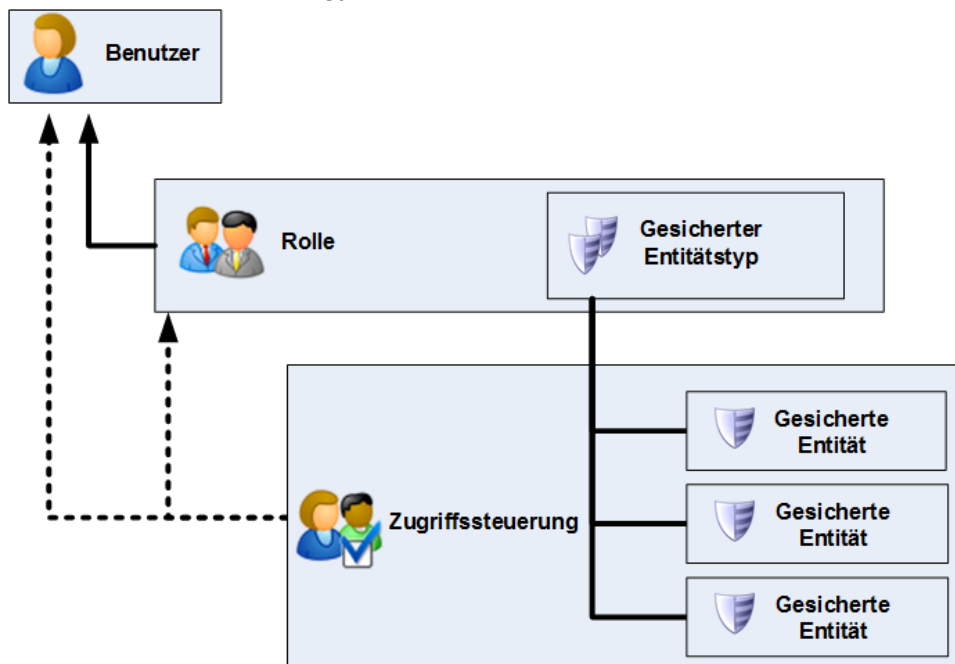 Benutzer
Rolle
Gesicherter
Entitätstyp
Zugriffssteuerung
Gesicherte
Entität
Gesicherte
Entität
Gesicherte
Entität